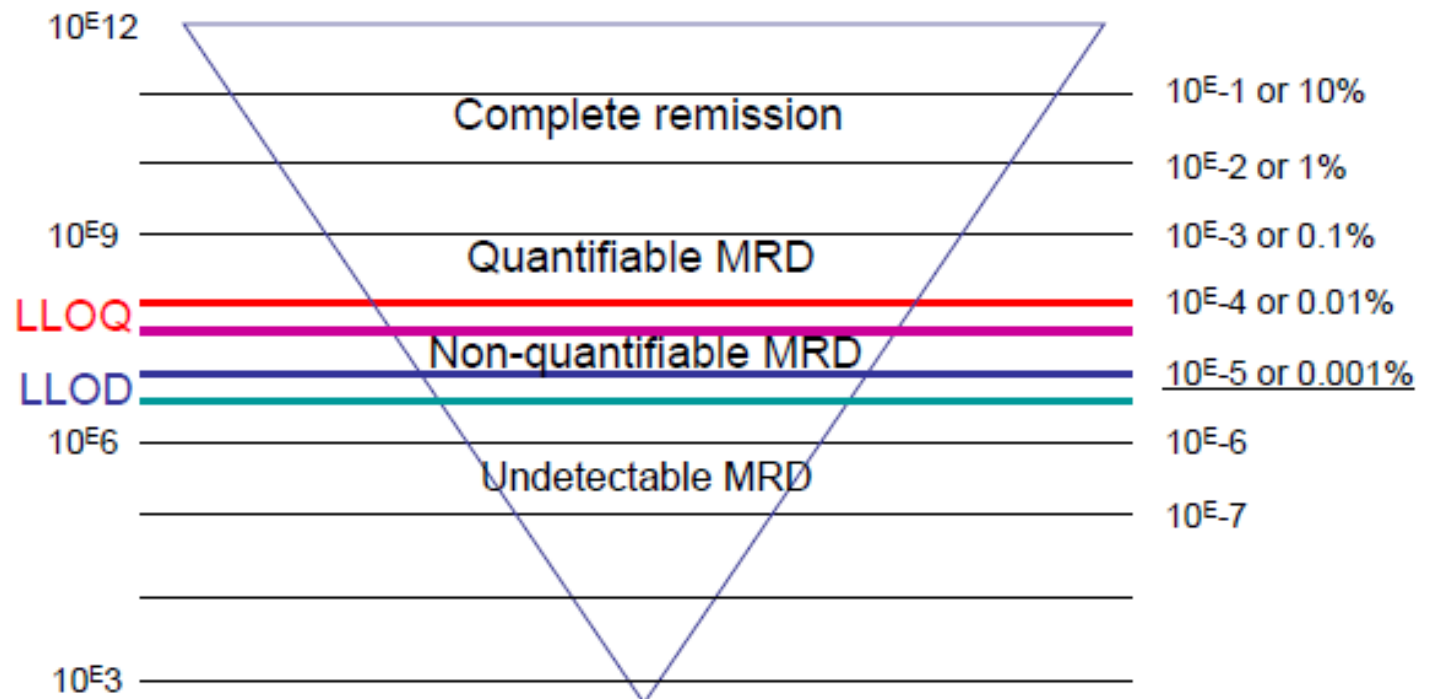 10ᴱ12
10ᴱ-1 or 10%
Complete remission
10ᴱ-2 or 1%
10ᴱ9
10ᴱ-3 or 0.1%
Quantifiable MRD
LLOQ
10ᴱ-4 or 0.01%
Non-quantifiable MRD
LLOD
10ᴱ-5 or 0.001%
10ᴱ6
10ᴱ-6
Undetectable MRD
10ᴱ-7
10ᴱ3